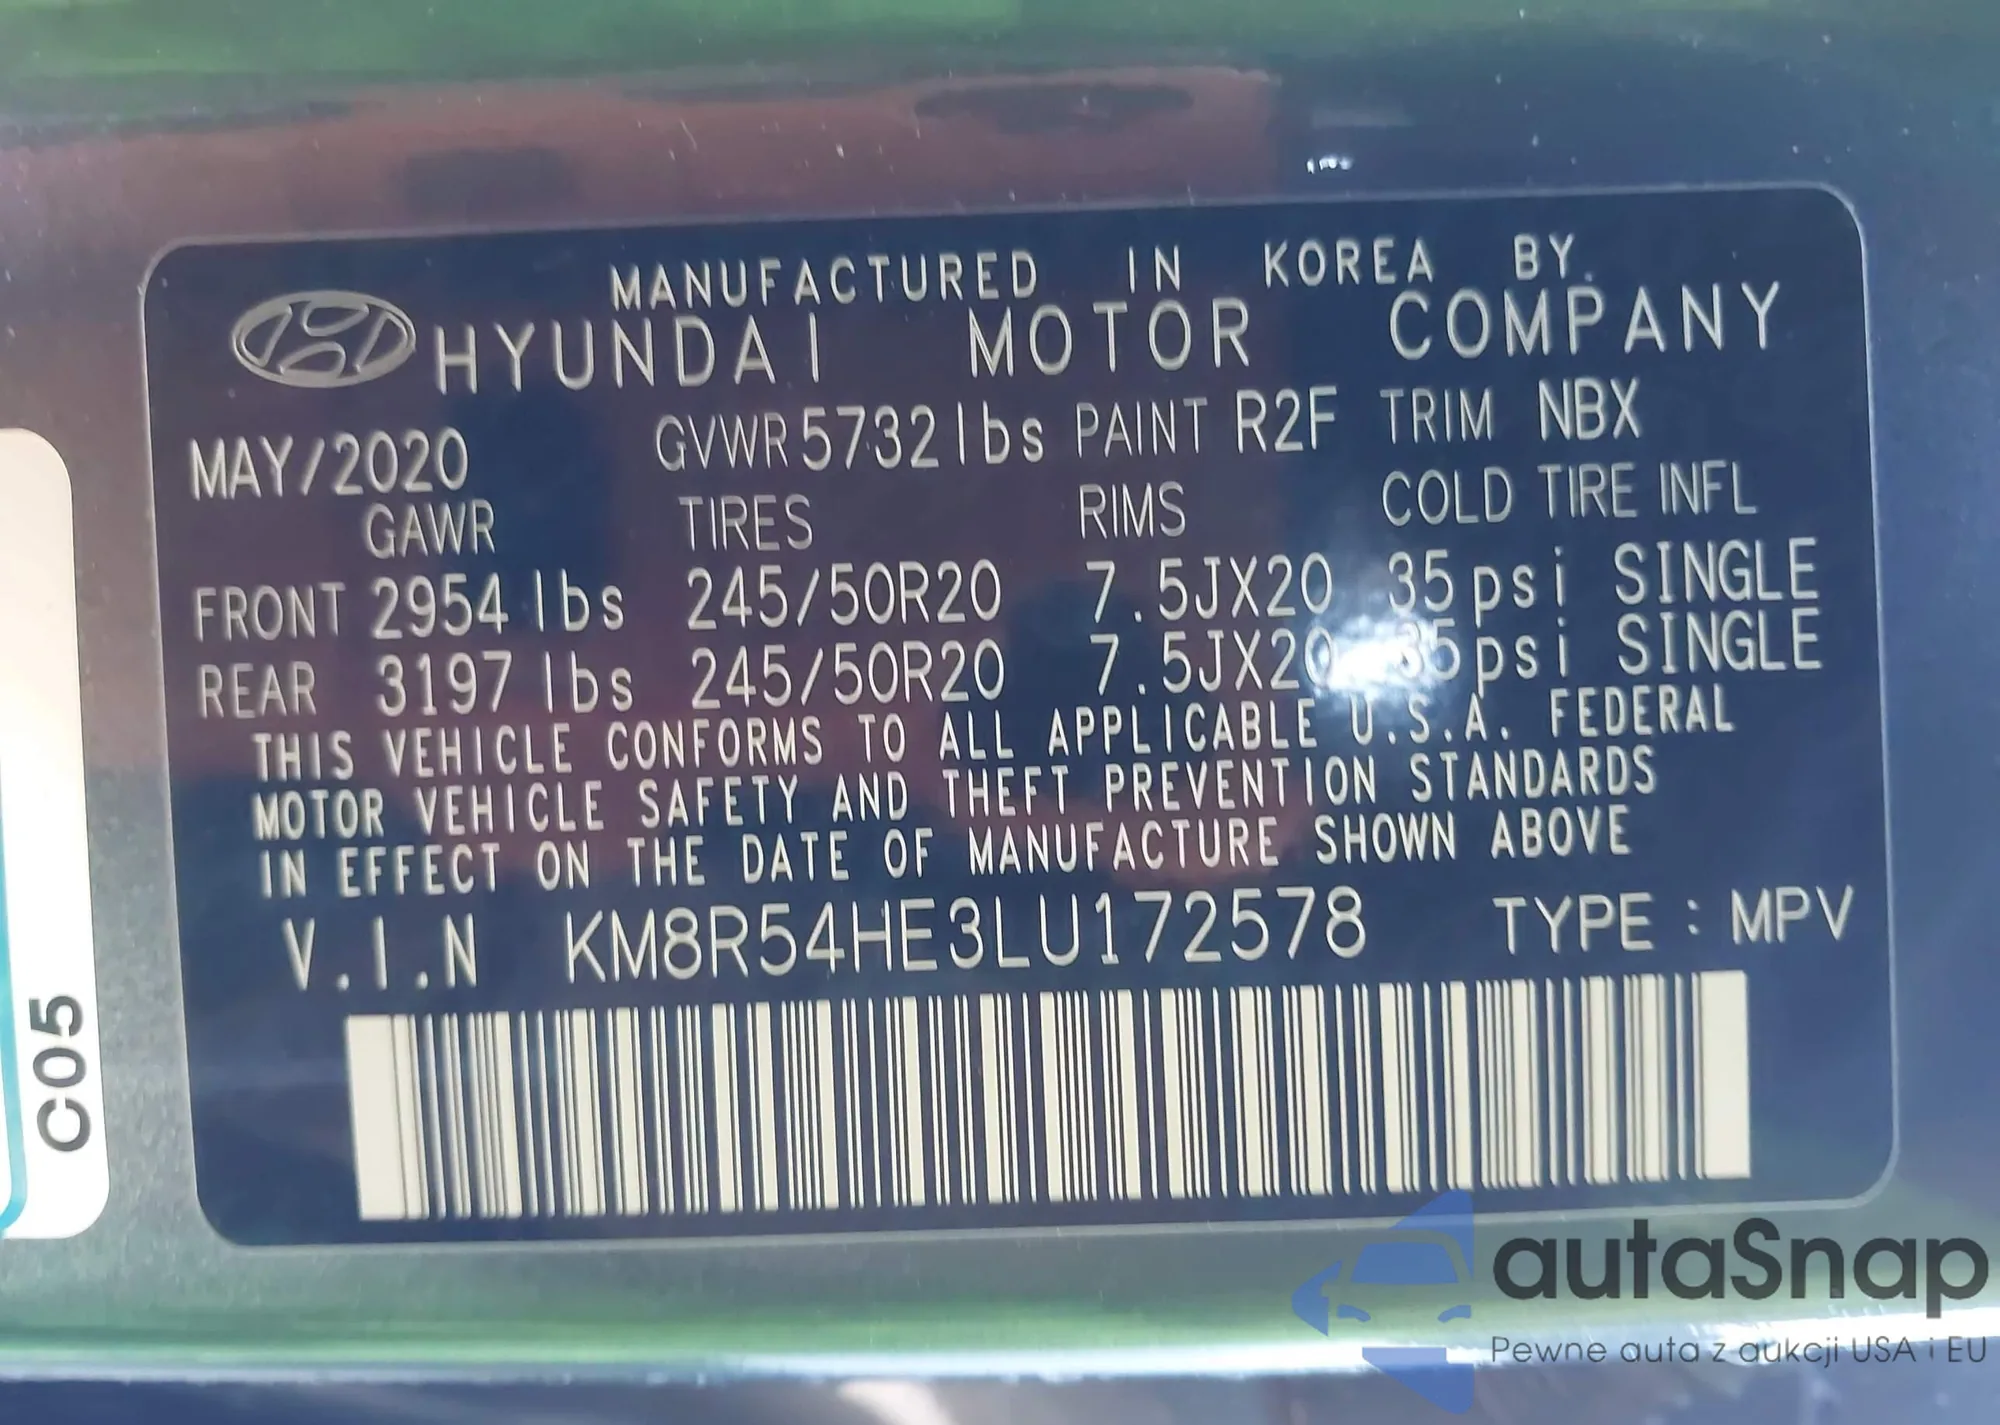 MANUFACTURED IN KOREA BY.
HYUNDAI MOTOR COMPANY
MAY/2020 GVWR 5732 lbs PAINT R2F TRIM NBX
GAWR TIRES RIMS COLD TIRE INFL
FRONT 2954 lbs 245/50R20 7.5JX20 35psi SINGLE
REAR 3197 lbs 245/50R20 7.5JX20 35psi SINGLE
THIS VEHICLE CONFORMS TO ALL APPLICABLE U.S.A. FEDERAL
MOTOR VEHICLE SAFETY AND THEFT PREVENTION STANDARDS
IN EFFECT ON THE DATE OF MANUFACTURE SHOWN ABOVE
V.I.N KM8R54HE3LU172578 TYPE : MPV
C05
autaSnap
Pewne auta z aukcji USA i EU